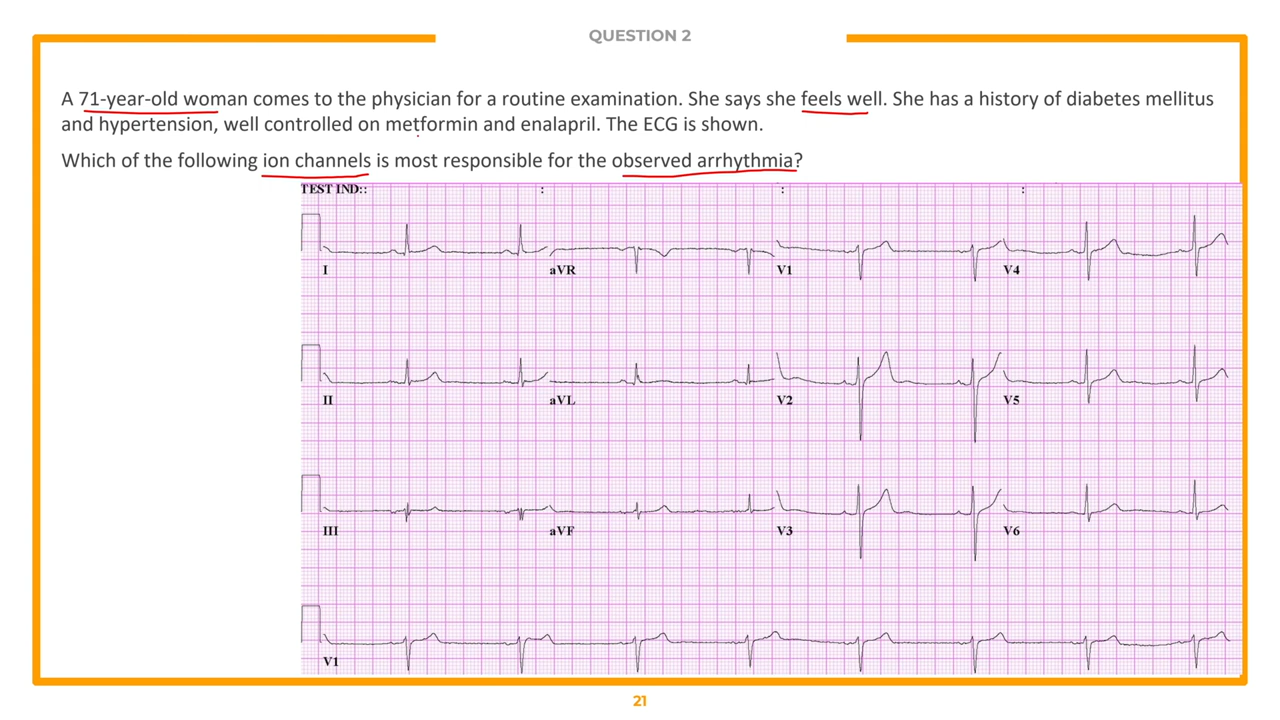 QUESTION 2
A 71-year-old woman comes to the physician for a routine examination. She says she feels well. She has a history of diabetes mellitus
and hypertension, well controlled on metformin and enalapril. The ECG is shown.
Which of the following ion channels is most responsible for the observed arrhythmia?
TEST IND:: : : :
I aVR V1 V4
II aVL V2 V5
III aVF V3 V6
V1
21